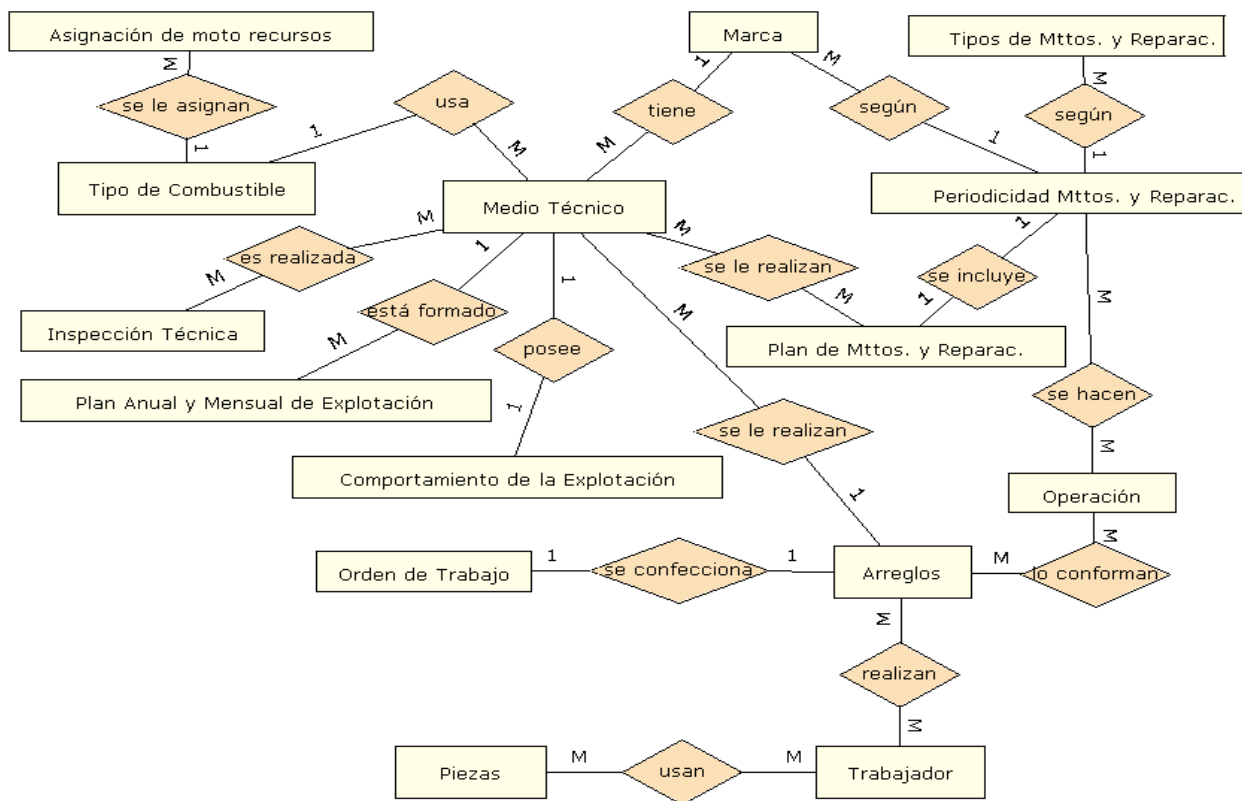 Asignación de moto recursos
Marca
Tipos de Mttos. y Reparac.
M
1
M
M
se le asignan
usa
tiene
según
según
1
1
M
M
1
1
Tipo de Combustible
Medio Técnico
Periodicidad Mttos. y Reparac.
M
1
M
1
es realizada
se le realizan
se incluye
M
1
M
1
M
está formado
Inspección Técnica
M
M
posee
Plan de Mttos. y Reparac.
Plan Anual y Mensual de Explotación
se hacen
1
se le realizan
M
Comportamiento de la Explotación
1
Operación
M
Orden de Trabajo
1
se confecciona
1
Arreglos
M
lo conforman
M
realizan
M
Piezas
M
usan
M
Trabajador